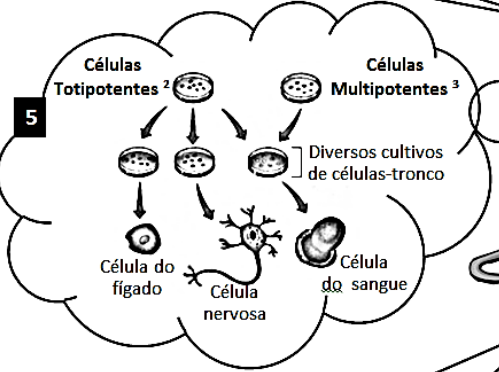 Células
Totipotentes ²
Células
Multipotentes ³
5
Diversos cultivos
de células-tronco
Célula do
fígado
Célula
nervosa
Célula
do sangue